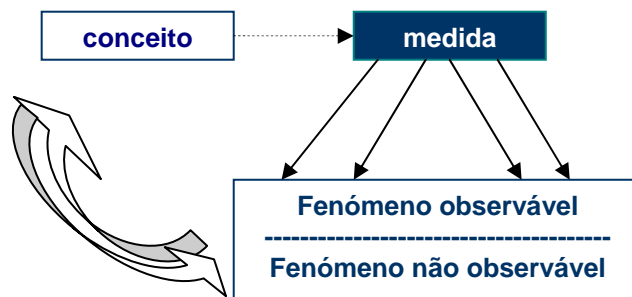 conceito
medida
Fenómeno observável
---------------------------------------
Fenómeno não observável